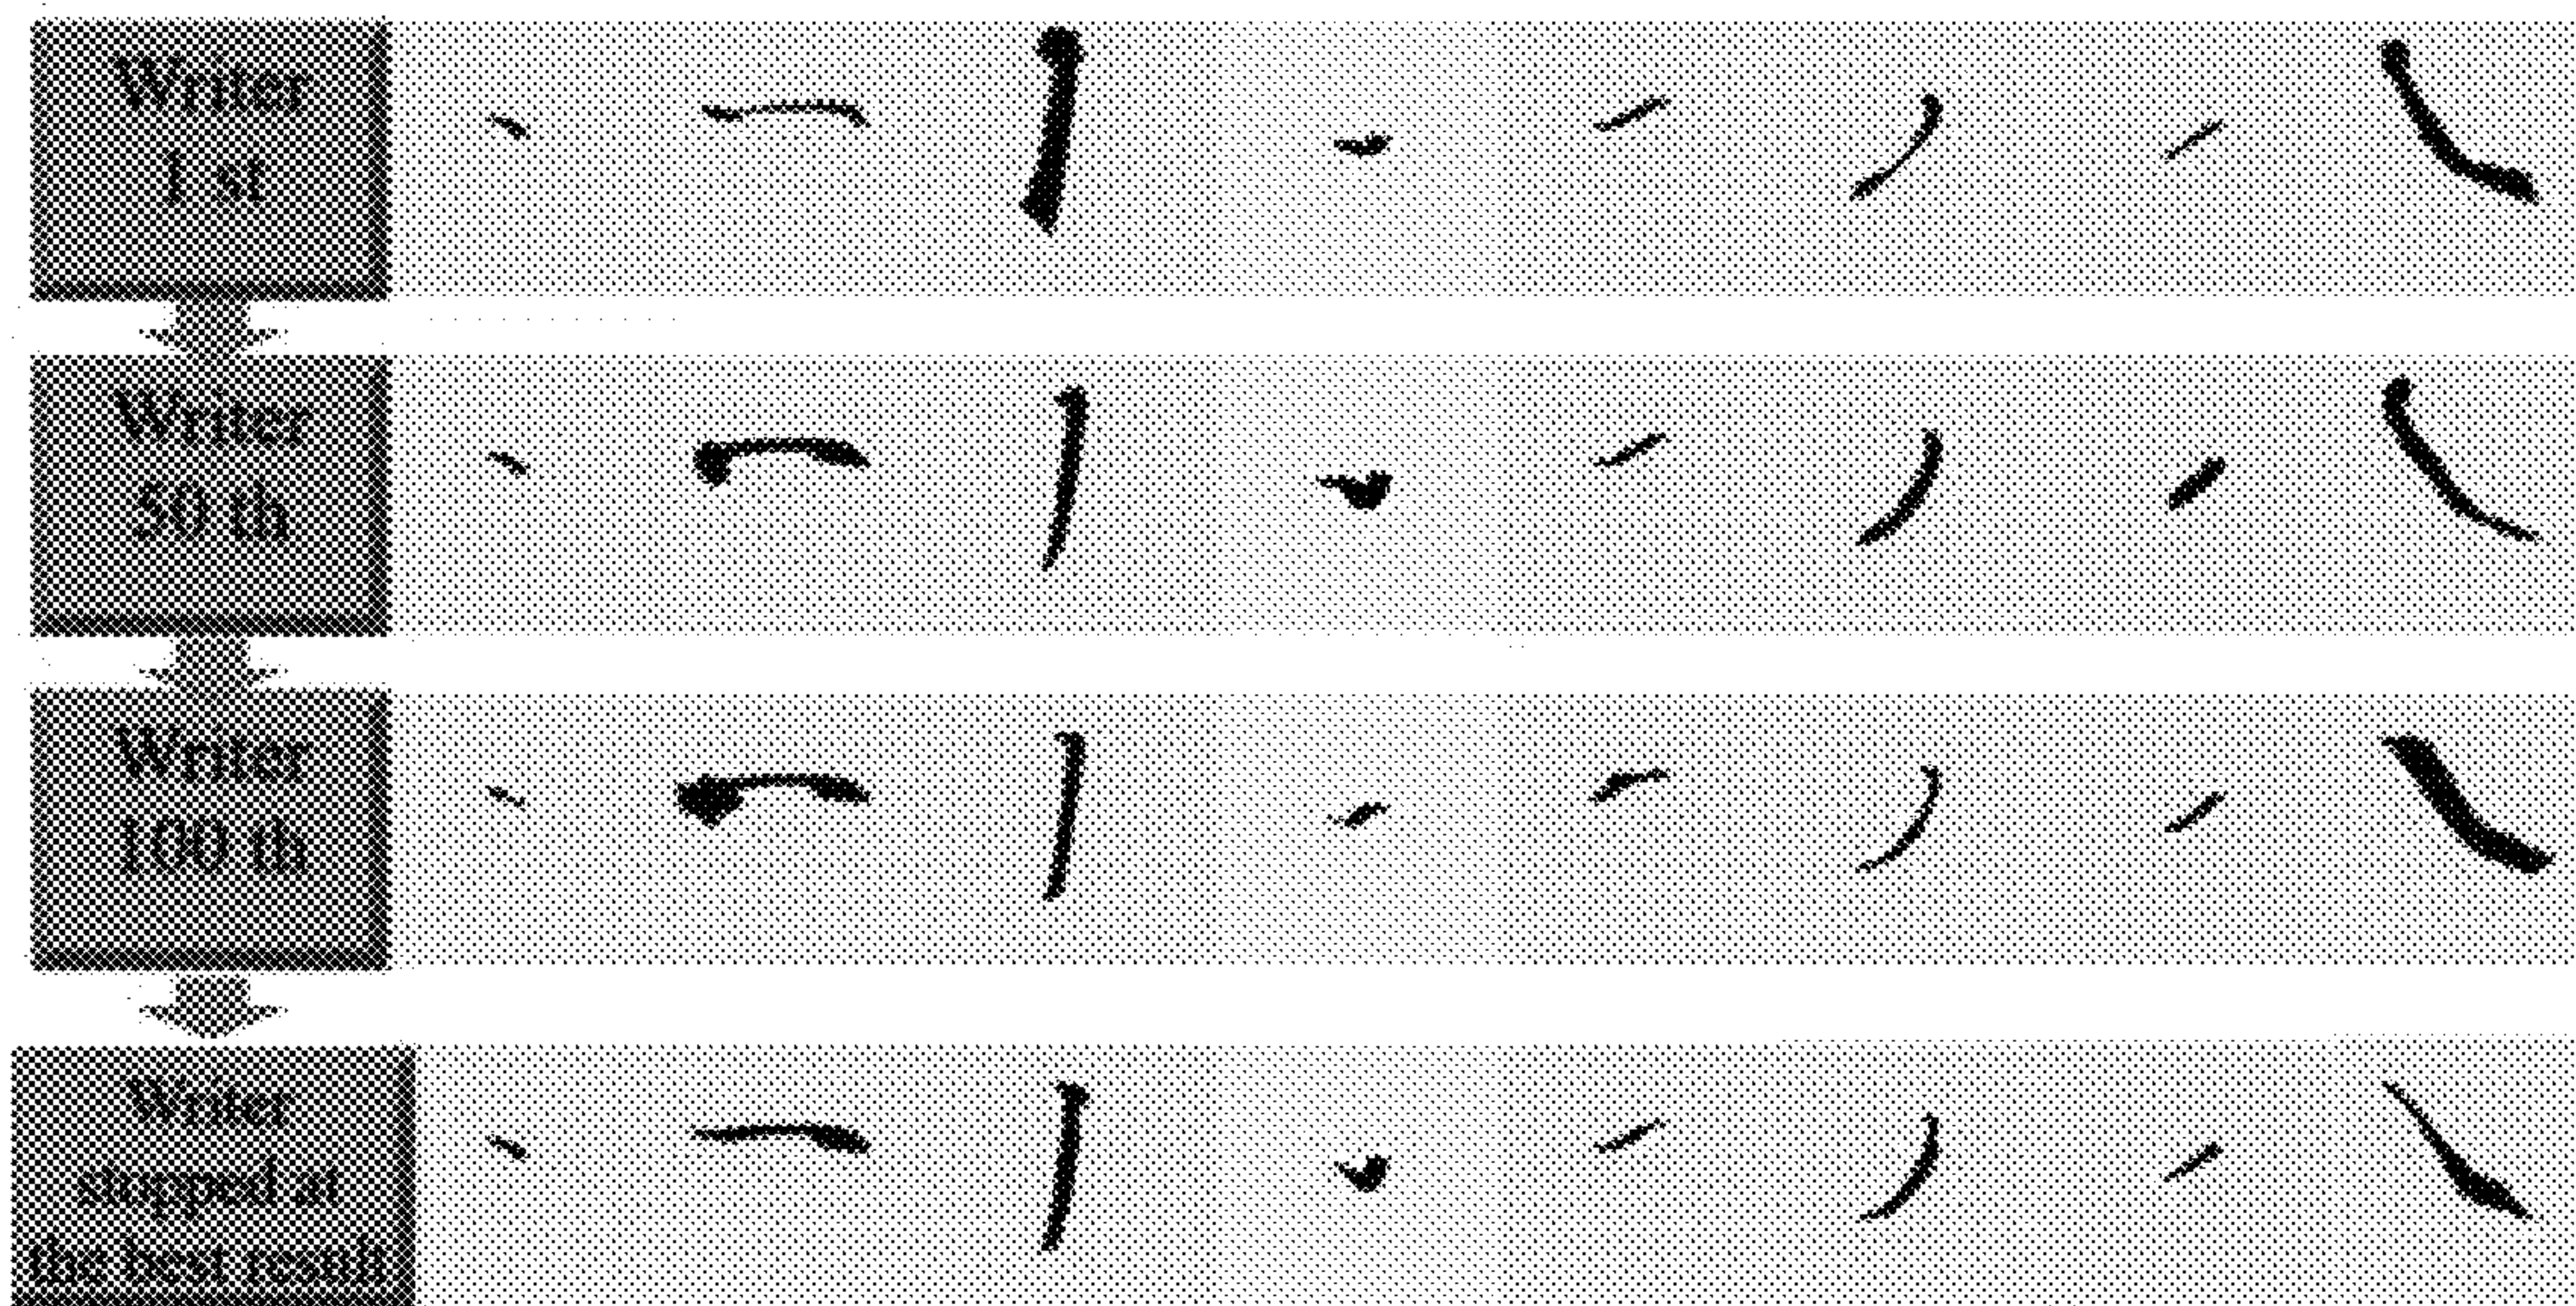 Writer
1 st
Writer
50 th
Writer
100 th
Writer
stopped at
the best result